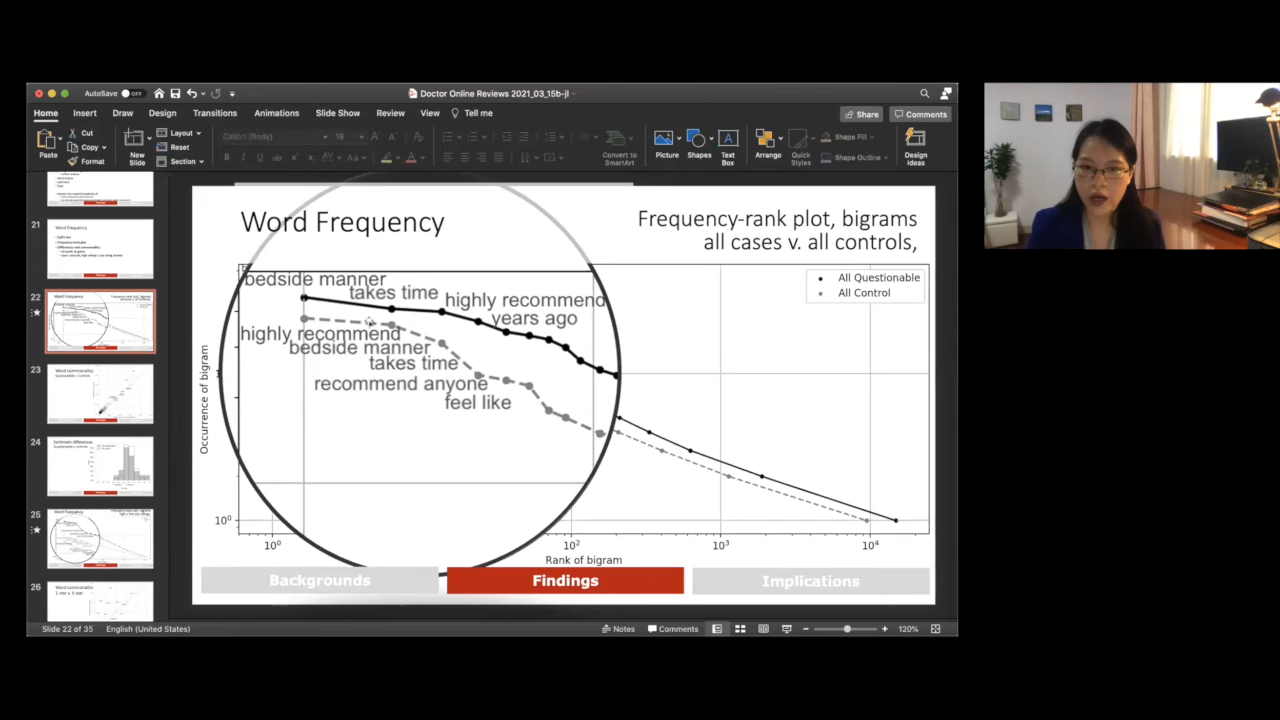 AutoSave OFF
Doctor Online Reviews 2021_03_15b-jl
Home Insert Draw Design Transitions Animations Slide Show Review View Tell me
Share Comments
Paste
Cut
Copy
Format
New
Slide
Layout
Reset
Section
Calibri (Body) 18
Convert to
SmartArt
Picture
Shapes
Text
Box
Arrange
Quick
Styles
Shape Fill
Shape Outline
Design
Ideas
21
Word Frequency
22
23
24
25
26
Word Frequency
Frequency-rank plot, bigrams
all cases v. all controls,
All Questionable
All Control
bedside manner
takes time
highly recommend
years ago
highly recommend
bedside manner
takes time
recommend anyone
feel like
Occurrence of bigram
10⁰
10⁰ 10² 10³ 10⁴
Rank of bigram
Backgrounds
Findings
Implications
Slide 22 of 35 English (United States)
Notes Comments 120%